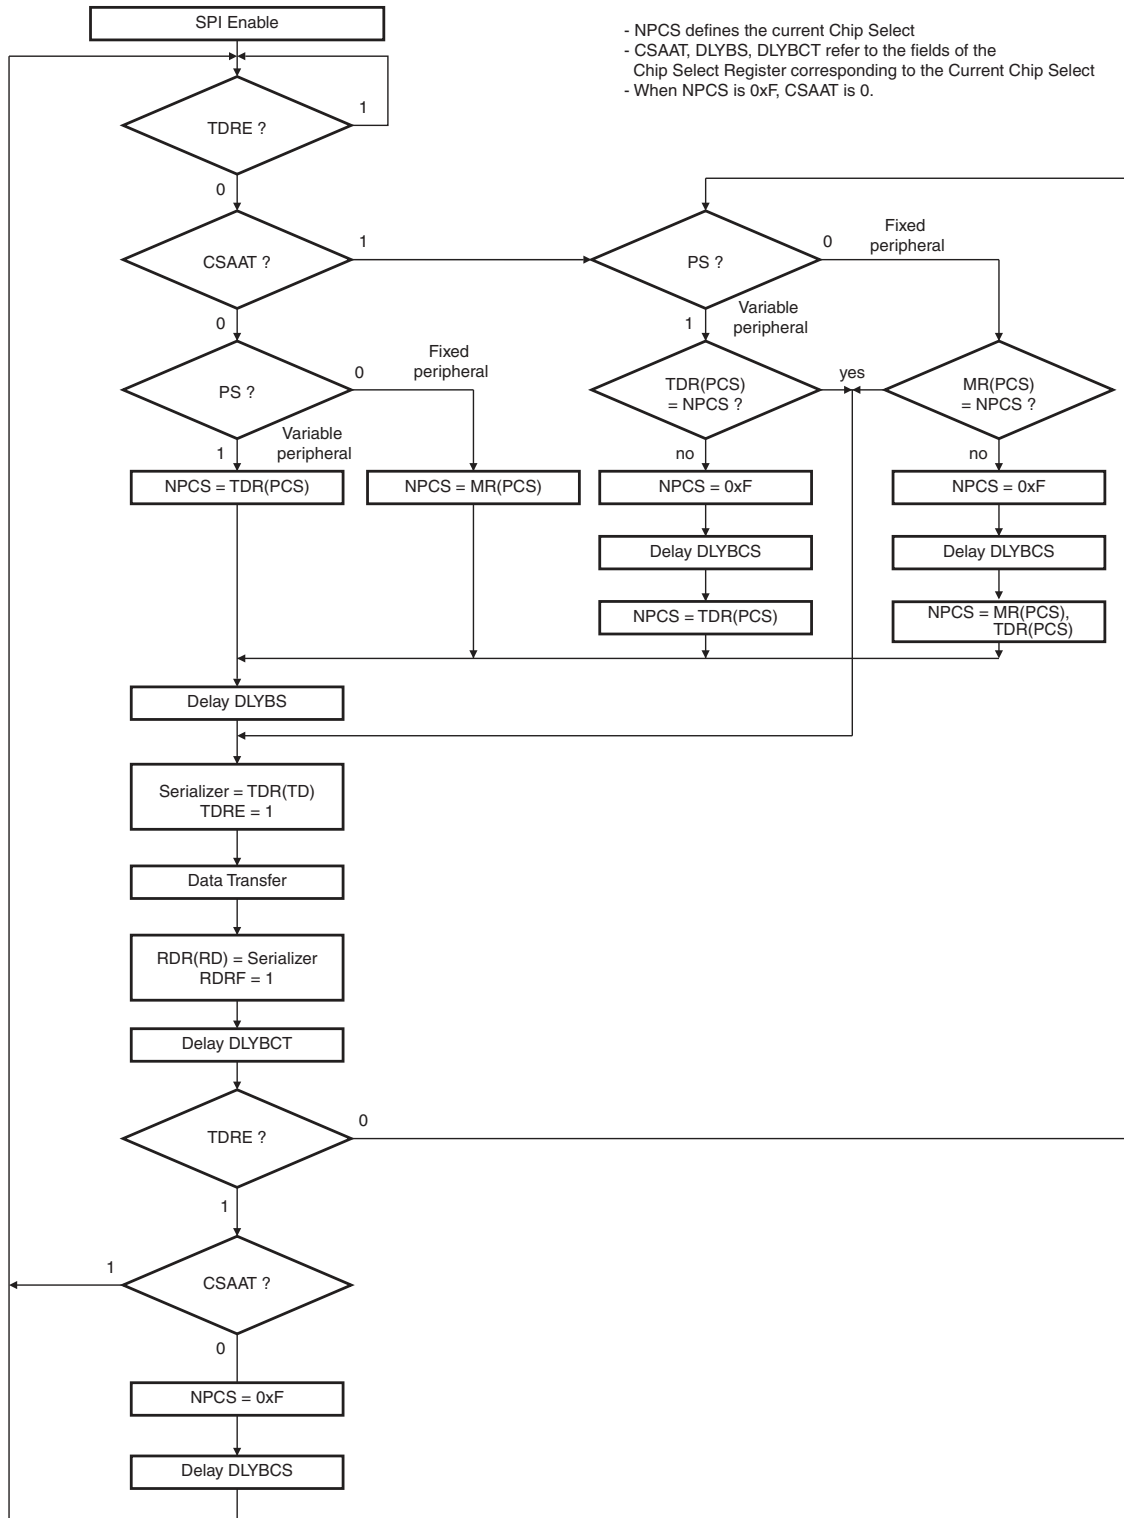 SPI Enable
- NPCS defines the current Chip Select
- CSAAT, DLYBS, DLYBCT refer to the fields of the
Chip Select Register corresponding to the Current Chip Select
- When NPCS is 0xF, CSAAT is 0.
TDRE ?
1
0
CSAAT ?
1
0
PS ?
0
Fixed
peripheral
1
Variable
peripheral
PS ?
0
Fixed
peripheral
1
Variable
peripheral
TDR(PCS)
= NPCS ?
yes
MR(PCS)
= NPCS ?
no
no
NPCS = TDR(PCS)
NPCS = MR(PCS)
NPCS = 0xF
NPCS = 0xF
Delay DLYBCS
Delay DLYBCS
NPCS = TDR(PCS)
NPCS = MR(PCS),
TDR(PCS)
Delay DLYBS
Serializer = TDR(TD)
TDRE = 1
Data Transfer
RDR(RD) = Serializer
RDRF = 1
Delay DLYBCT
TDRE ?
0
1
CSAAT ?
1
0
NPCS = 0xF
Delay DLYBCS